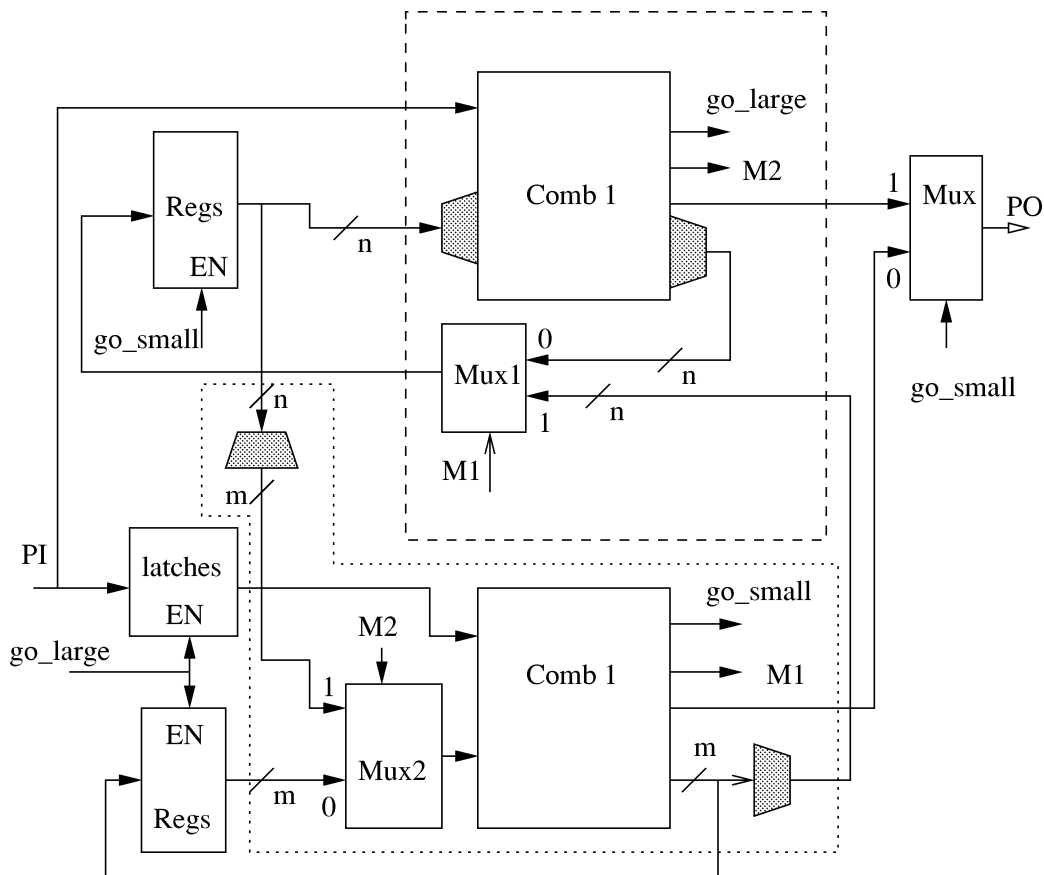 go_large
M2
Comb 1
1
Mux
PO
0
go_small
Regs
EN
go_small
n
0
Mux1
n
1
n
M1
n
m
PI
latches
EN
go_large
EN
Regs
m
M2
1
Mux2
0
Comb 1
go_small
M1
m